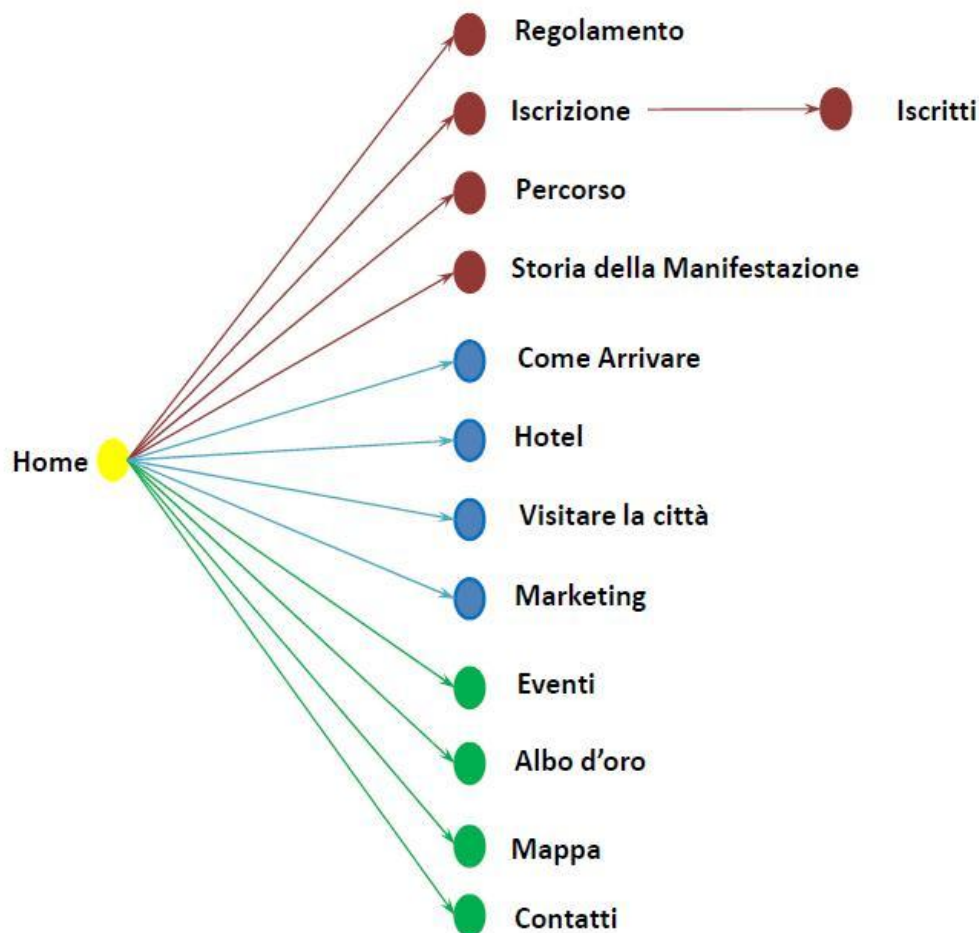 Regolamento
Iscrizione
Iscritti
Percorso
Storia della Manifestazione
Come Arrivare
Hotel
Home
Visitare la città
Marketing
Eventi
Albo d’oro
Mappa
Contatti